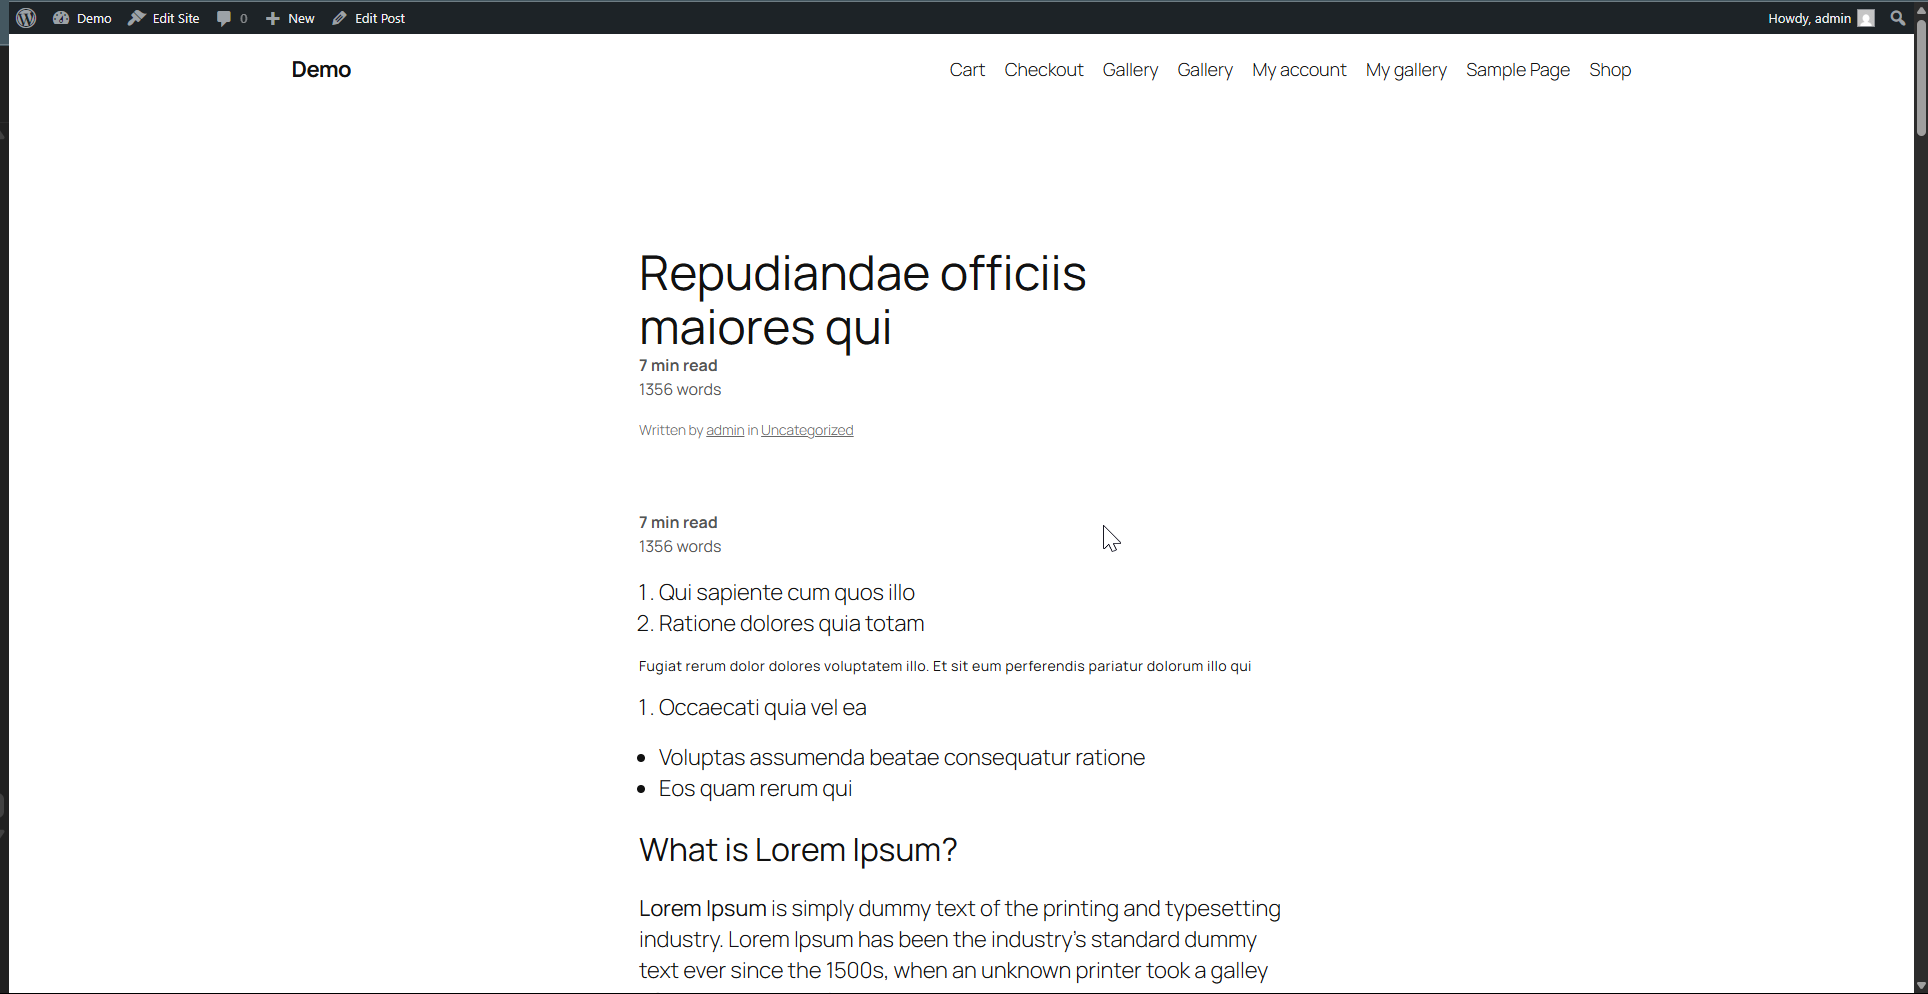 Demo Edit Site 0 New Edit Post Howdy, admin
Demo Cart Checkout Gallery Gallery My account My gallery Sample Page Shop
Repudiandae officiis
maiores qui
7 min read
1356 words
Written by admin in Uncategorized
7 min read
1356 words
1. Qui sapiente cum quos illo
2. Ratione dolores quia totam
Fugiat rerum dolor dolores voluptatem illo. Et sit eum perferendis pariatur dolorum illo qui
1. Occaecati quia vel ea
• Voluptas assumenda beatae consequatur ratione
• Eos quam rerum qui
What is Lorem Ipsum?
Lorem Ipsum is simply dummy text of the printing and typesetting
industry. Lorem Ipsum has been the industry’s standard dummy
text ever since the 1500s, when an unknown printer took a galley